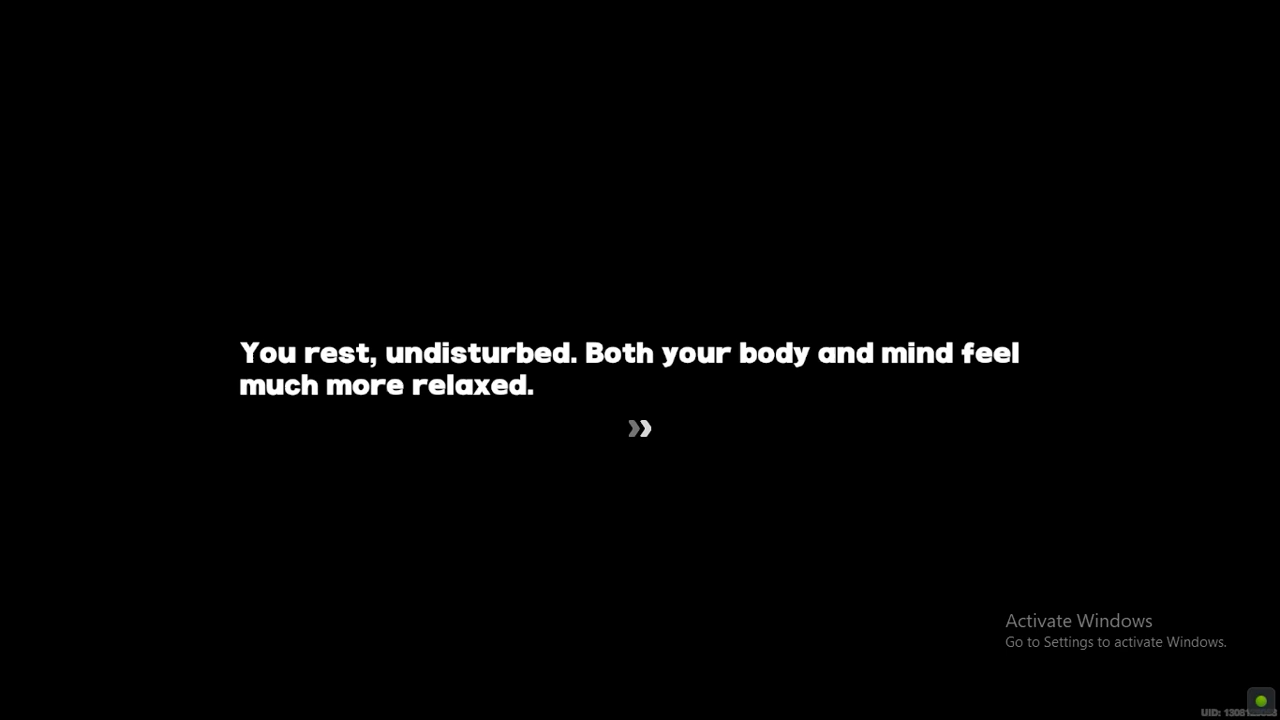 You rest, undisturbed. Both your body and mind feel
much more relaxed.
Activate Windows
Go to Settings to activate Windows.
UID: